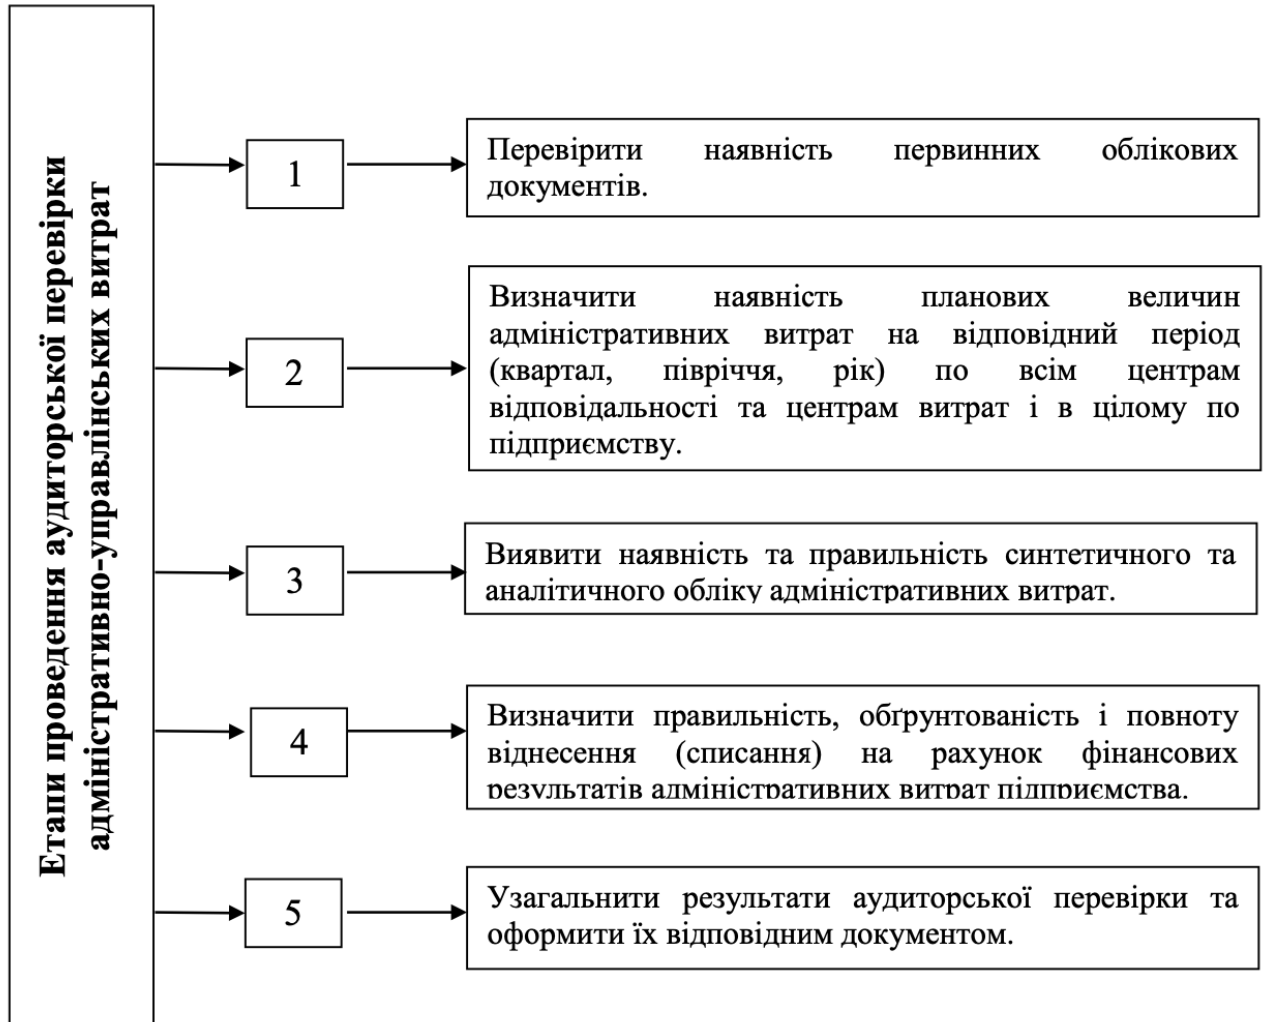 Етапи проведення аудиторської перевірки
адміністративно-управлінських витрат
1
Перевірити наявність первинних облікових
документів.
2
Визначити наявність планових величин
адміністративних витрат на відповідний період
(квартал, півріччя, рік) по всім центрам
відповідальності та центрам витрат і в цілому по
підприємству.
3
Виявити наявність та правильність синтетичного та
аналітичного обліку адміністративних витрат.
4
Визначити правильність, обґрунтованість і повноту
віднесення (списання) на рахунок фінансових
результатів адміністративних витрат підприємства.
5
Узагальнити результати аудиторської перевірки та
оформити їх відповідним документом.